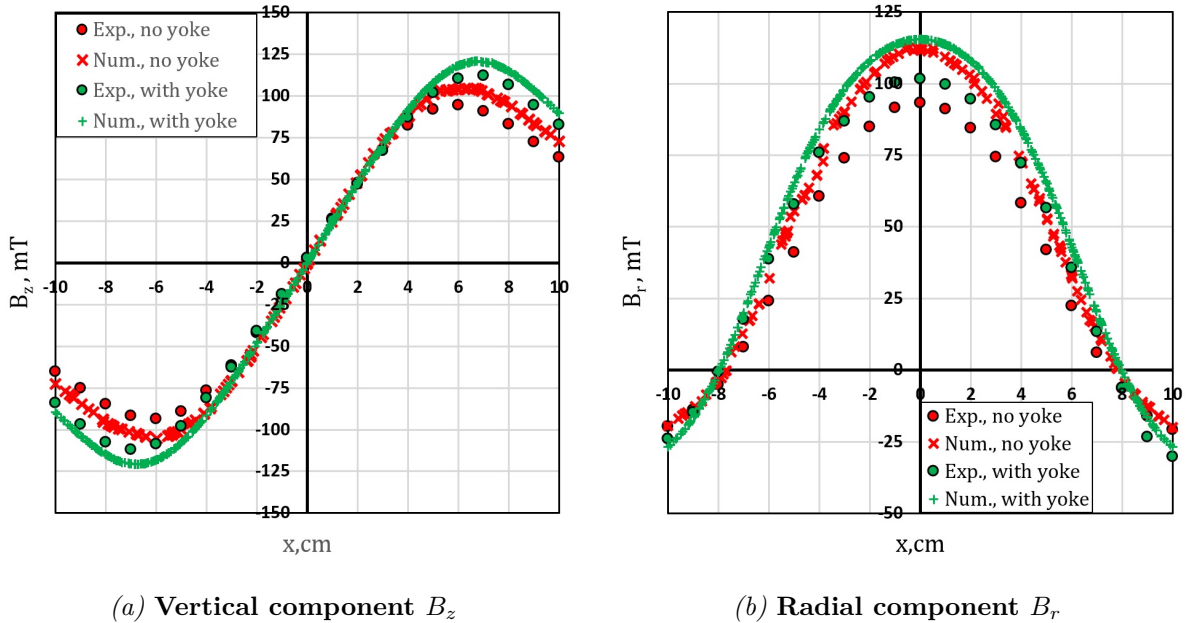 150
125
100
75
50
25
0
-25
-50
-75
-100
-125
-150
-10 -8 -6 -4 -2 0 2 4 6 8 10
B_z, mT
x,cm
Exp., no yoke
Num., no yoke
Exp., with yoke
Num., with yoke
(a) Vertical component B_z
125
100
75
50
25
0
-25
-50
-10 -8 -6 -4 -2 0 2 4 6 8 10
B_r, mT
x,cm
Exp., no yoke
Num., no yoke
Exp., with yoke
Num., with yoke
(b) Radial component B_r